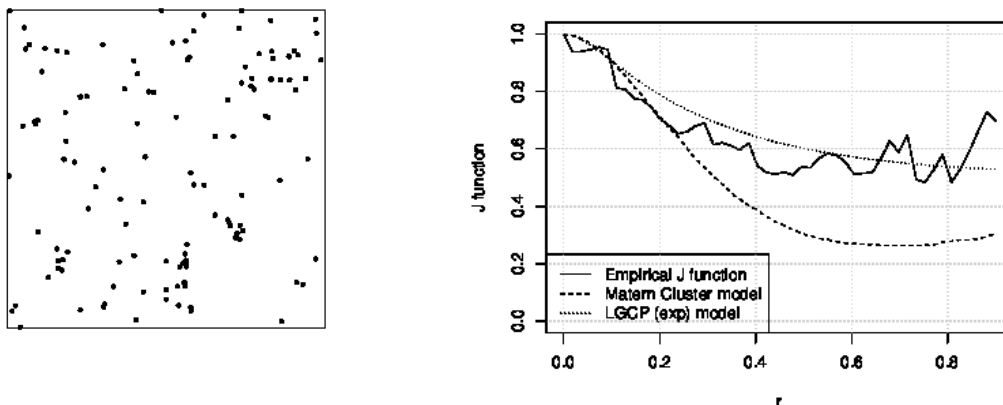 J function
1.0
0.8
0.6
0.4
0.2
0.0
Empirical J function
Matern Cluster model
LGCP (exp) model
0.0 0.2 0.4 0.6 0.8
r